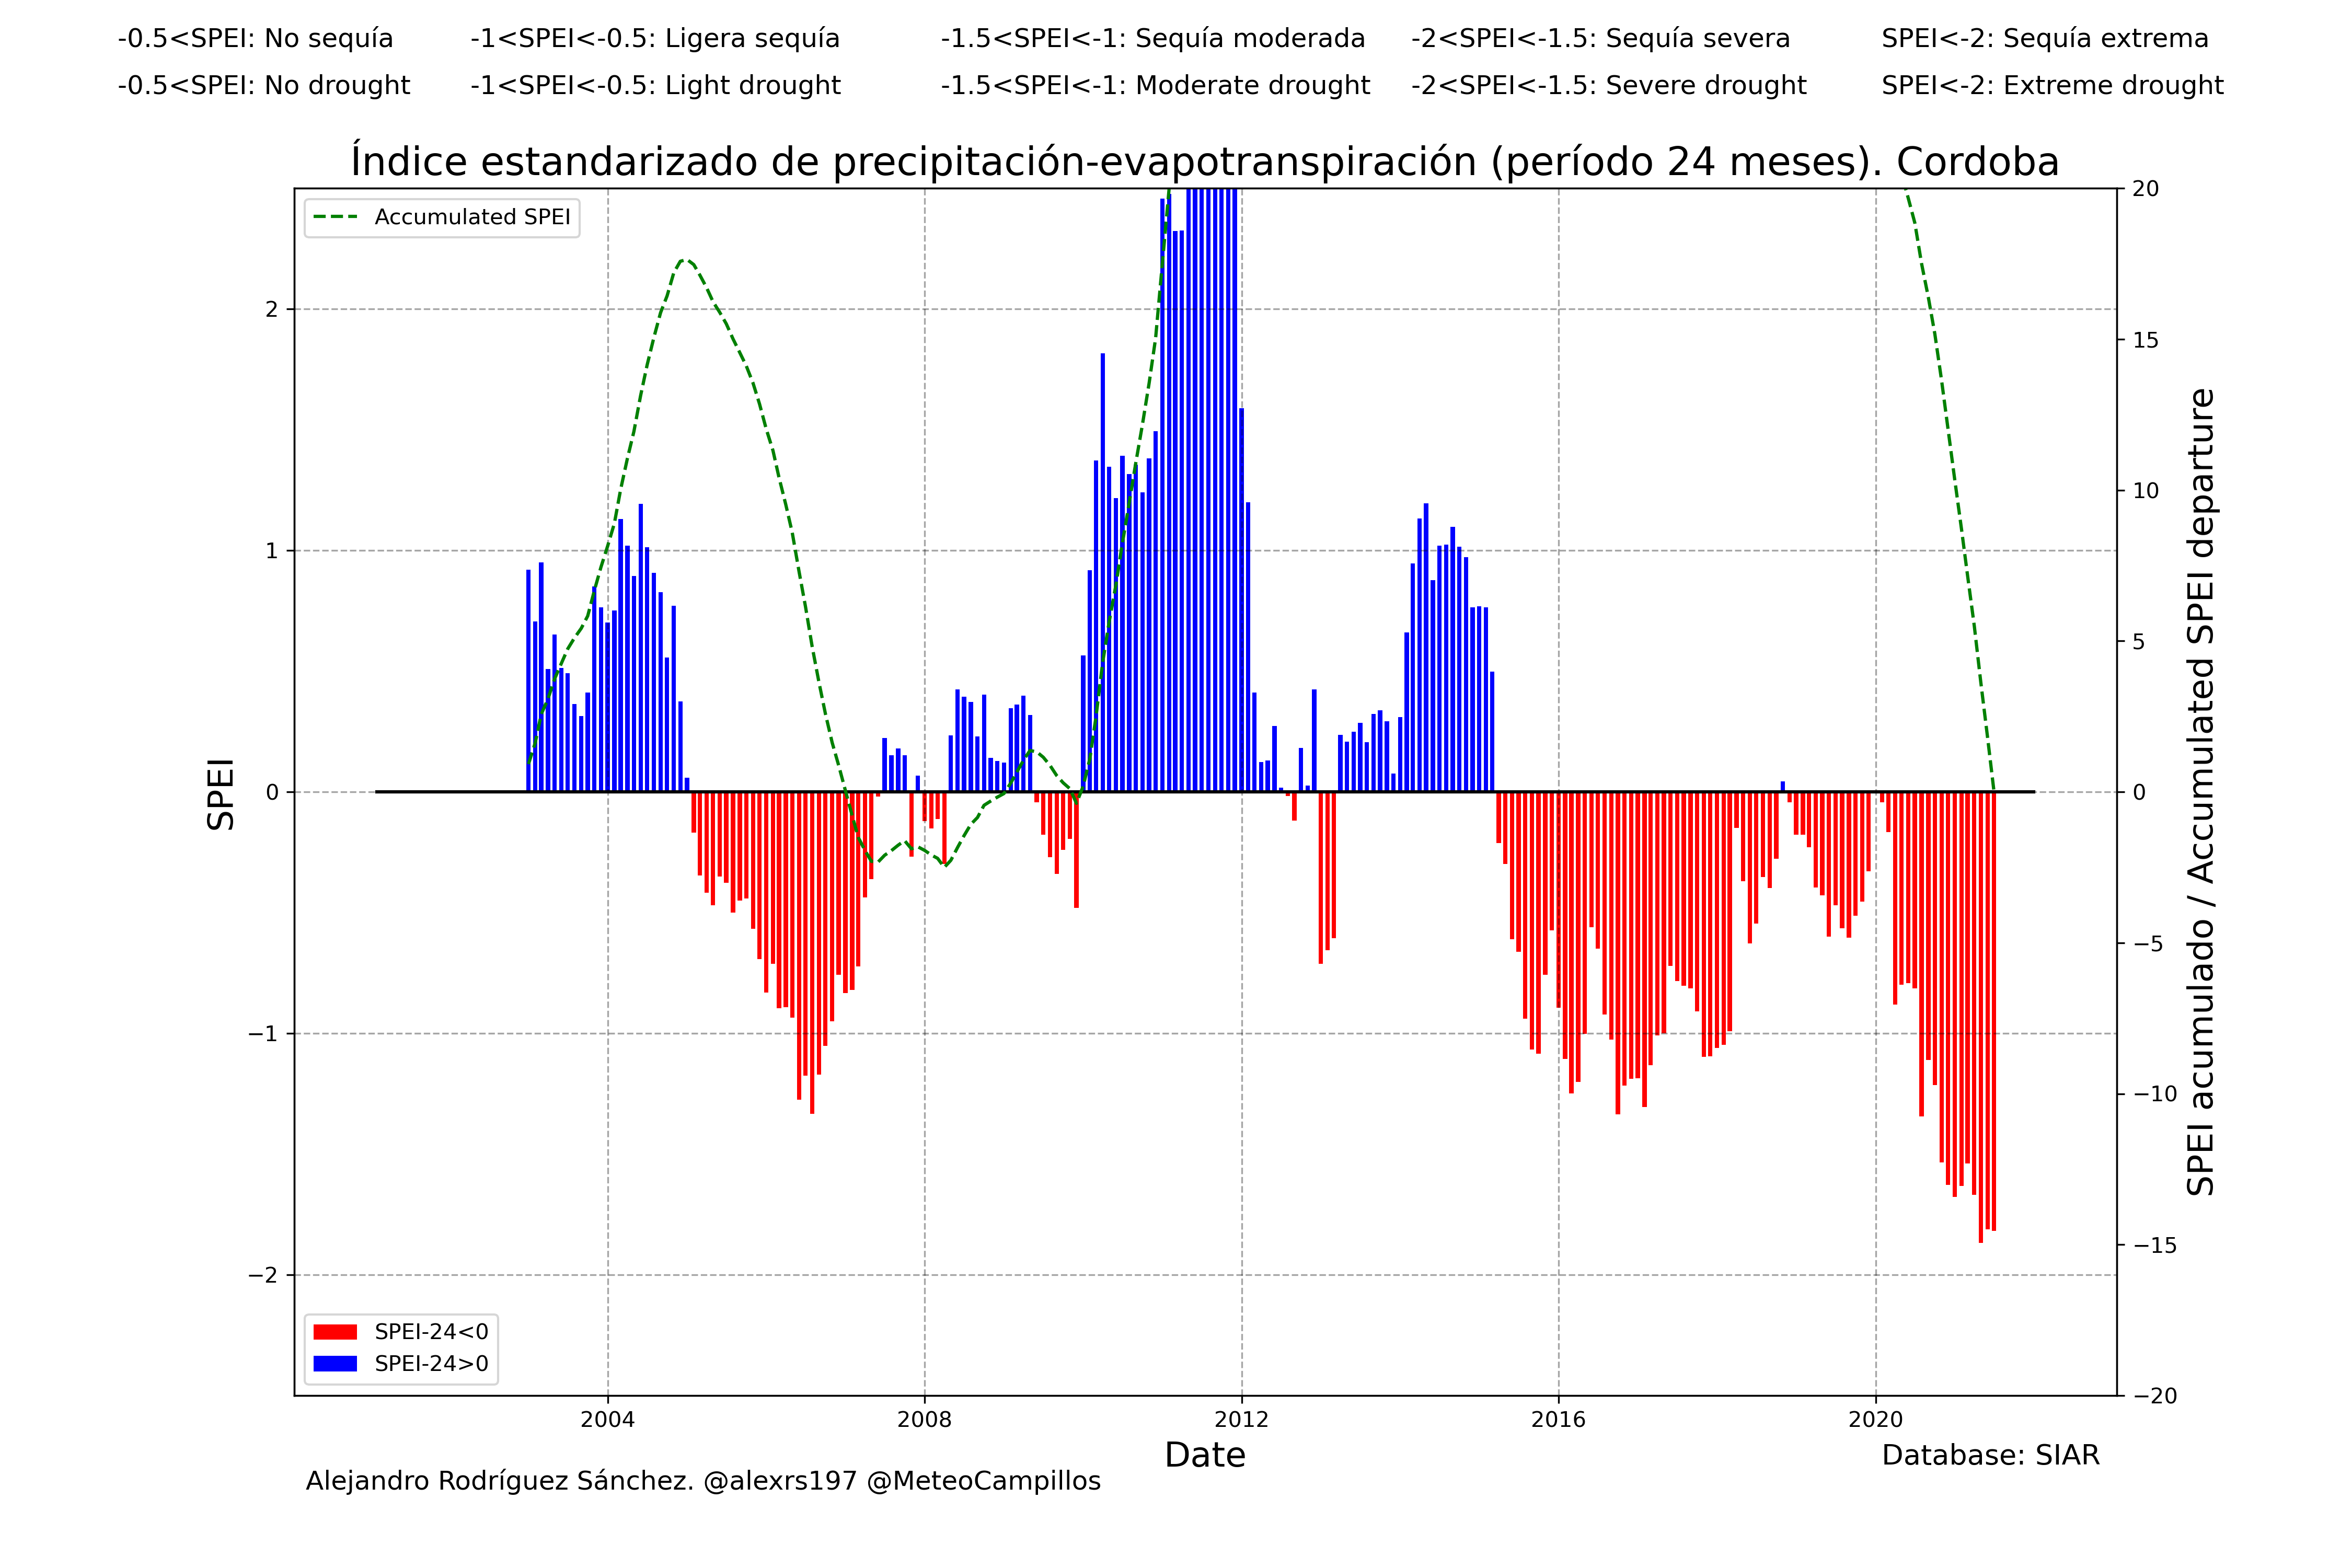 -0.5<SPEI: No sequía -1<SPEI<-0.5: Ligera sequía -1.5<SPEI<-1: Sequía moderada -2<SPEI<-1.5: Sequía severa SPEI<-2: Sequía extrema
-0.5<SPEI: No drought -1<SPEI<-0.5: Light drought -1.5<SPEI<-1: Moderate drought -2<SPEI<-1.5: Severe drought SPEI<-2: Extreme drought
Índice estandarizado de precipitación-evapotranspiración (período 24 meses). Cordoba
Accumulated SPEI
SPEI
2
1
0
−1
−2
20
15
10
5
0
−5
−10
−15
−20
SPEI acumulado / Accumulated SPEI departure
SPEI-24<0
SPEI-24>0
2004 2008 2012 2016 2020
Date
Database: SIAR
Alejandro Rodríguez Sánchez. @alexrs197 @MeteoCampillos